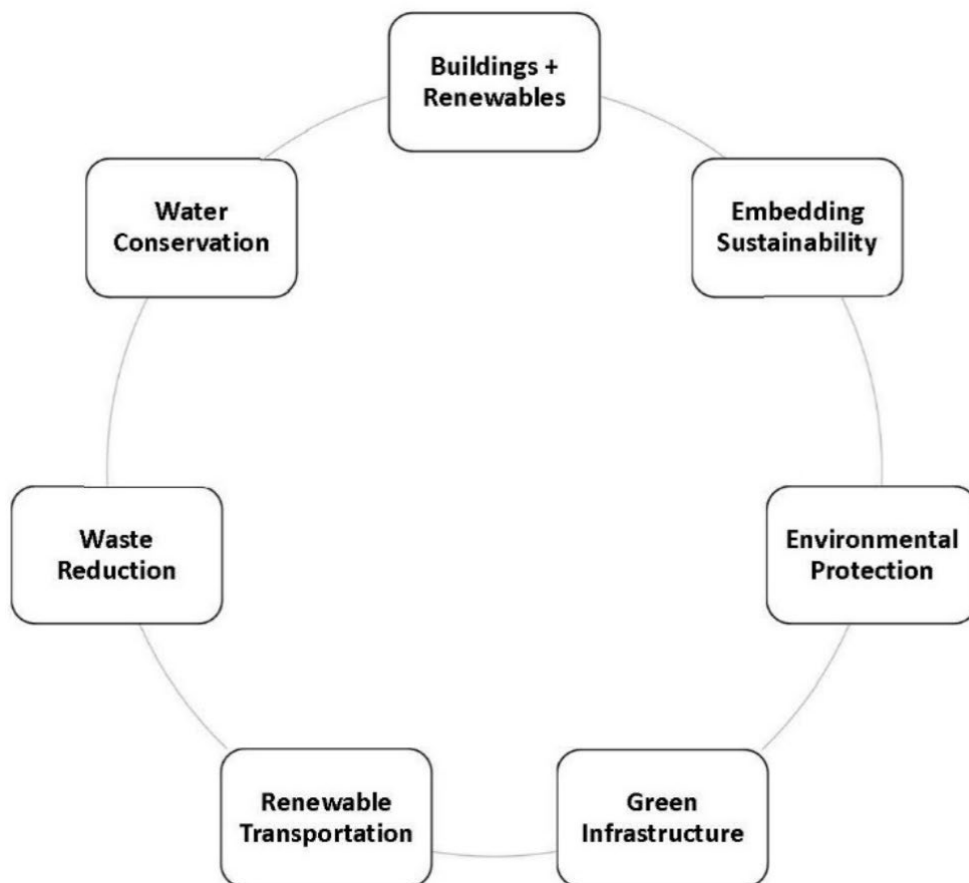 Buildings +
Renewables
Embedding
Sustainability
Environmental
Protection
Green
Infrastructure
Renewable
Transportation
Waste
Reduction
Water
Conservation